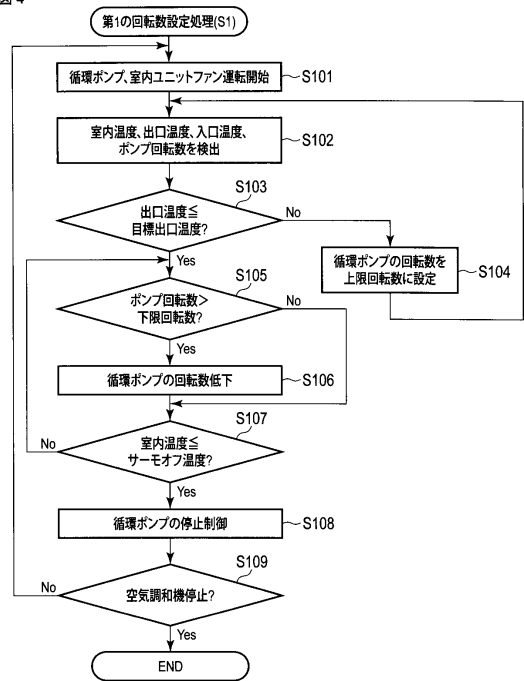 図4
第1の回転数設定処理(S1)
循環ポンプ、室内ユニットファン運転開始
S101
室内温度、出口温度、入口温度、
ポンプ回転数を検出
S102
S103
出口温度≦
目標出口温度?
No
Yes
循環ポンプの回転数を
上限回転数に設定
S104
S105
ポンプ回転数>
下限回転数?
No
Yes
循環ポンプの回転数低下
S106
S107
室内温度≦
サーモオフ温度?
No
Yes
循環ポンプの停止制御
S108
S109
空気調和機停止?
No
Yes
END